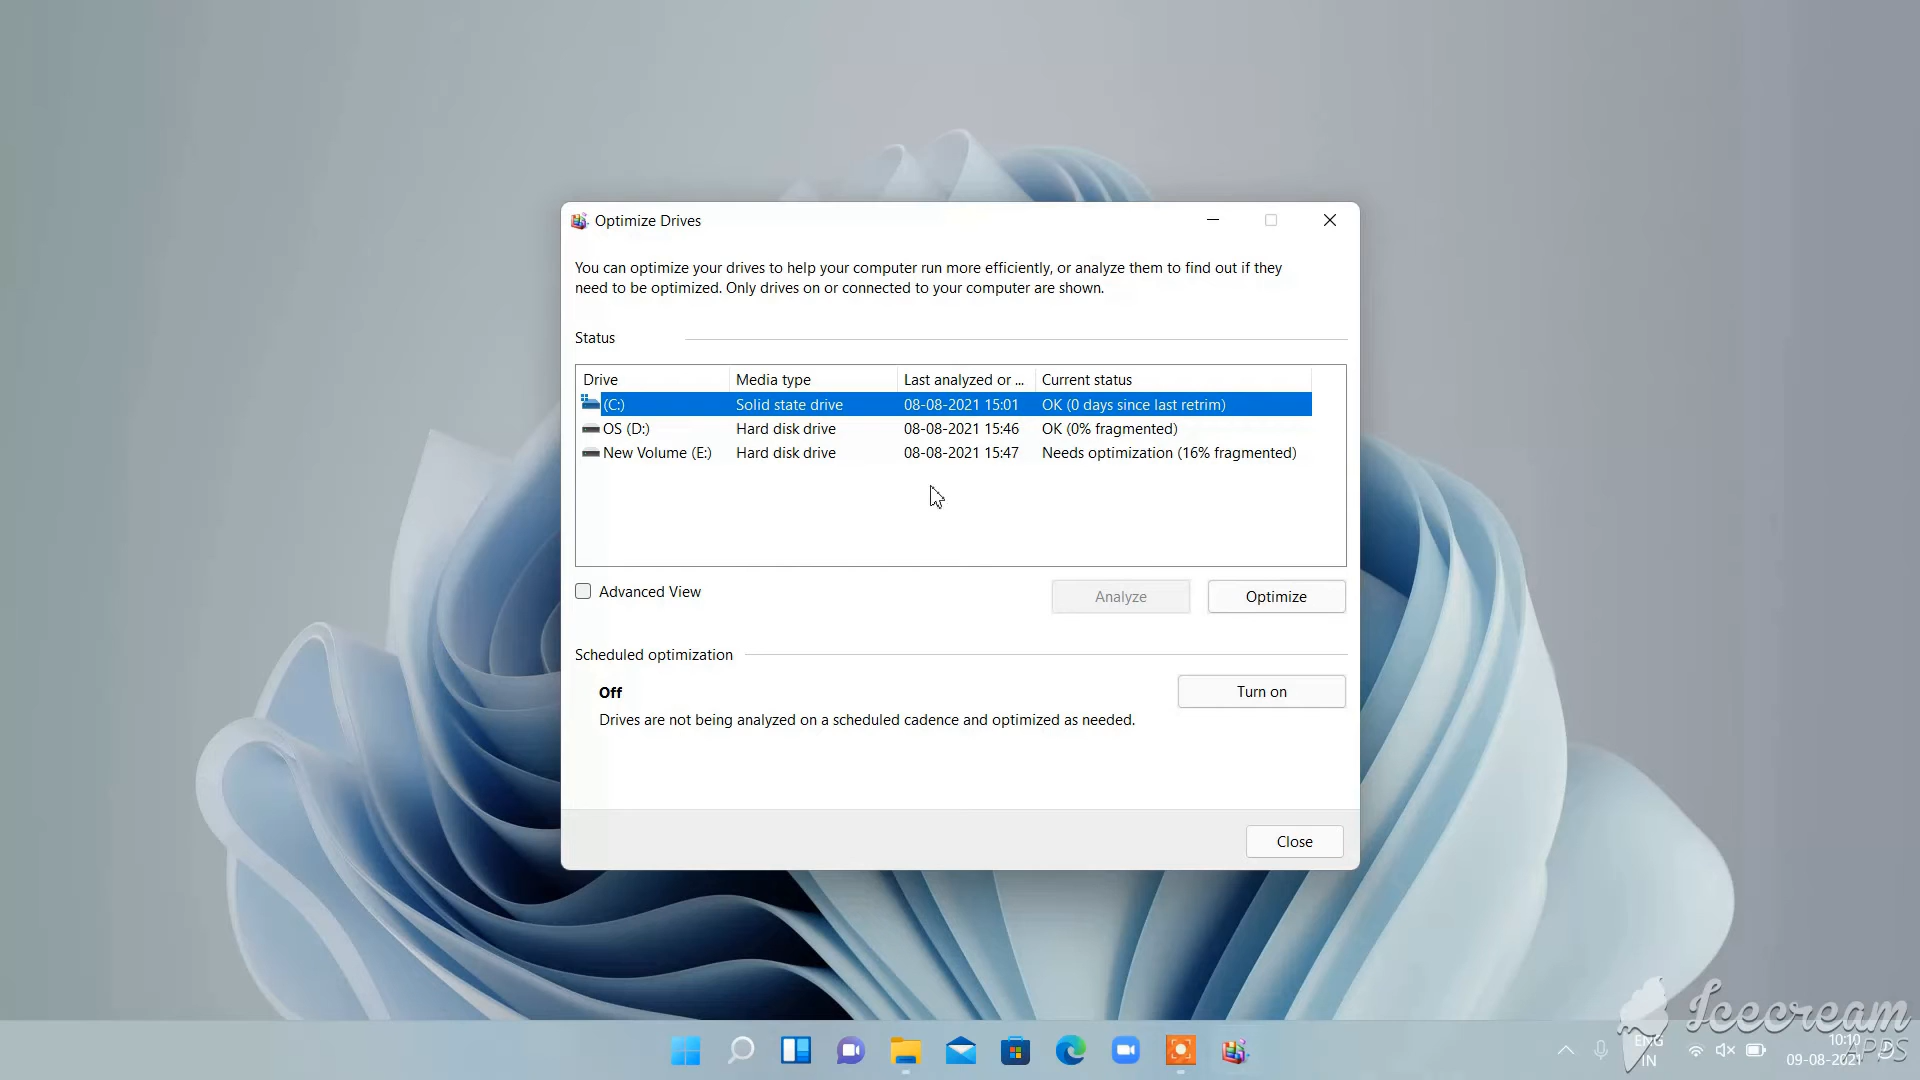 Optimize Drives
You can optimize your drives to help your computer run more efficiently, or analyze them to find out if they
need to be optimized. Only drives on or connected to your computer are shown.
Status
Drive Media type Last analyzed or ... Current status
(C:) Solid state drive 08-08-2021 15:01 OK (0 days since last retrim)
OS (D:) Hard disk drive 08-08-2021 15:46 OK (0% fragmented)
New Volume (E:) Hard disk drive 08-08-2021 15:47 Needs optimization (16% fragmented)
Advanced View Analyze Optimize
Scheduled optimization
Off Turn on
Drives are not being analyzed on a scheduled cadence and optimized as needed.
Close
Icecream
APPS
ENG
IN
10:10
09-08-2021